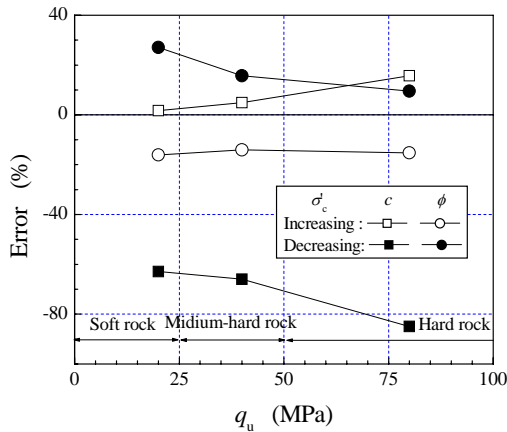 40
0
-40
-80
Error (%)
σ'c c ϕ
Increasing :
Decreasing:
Soft rock Midium-hard rock Hard rock
0 25 50 75 100
qu (MPa)